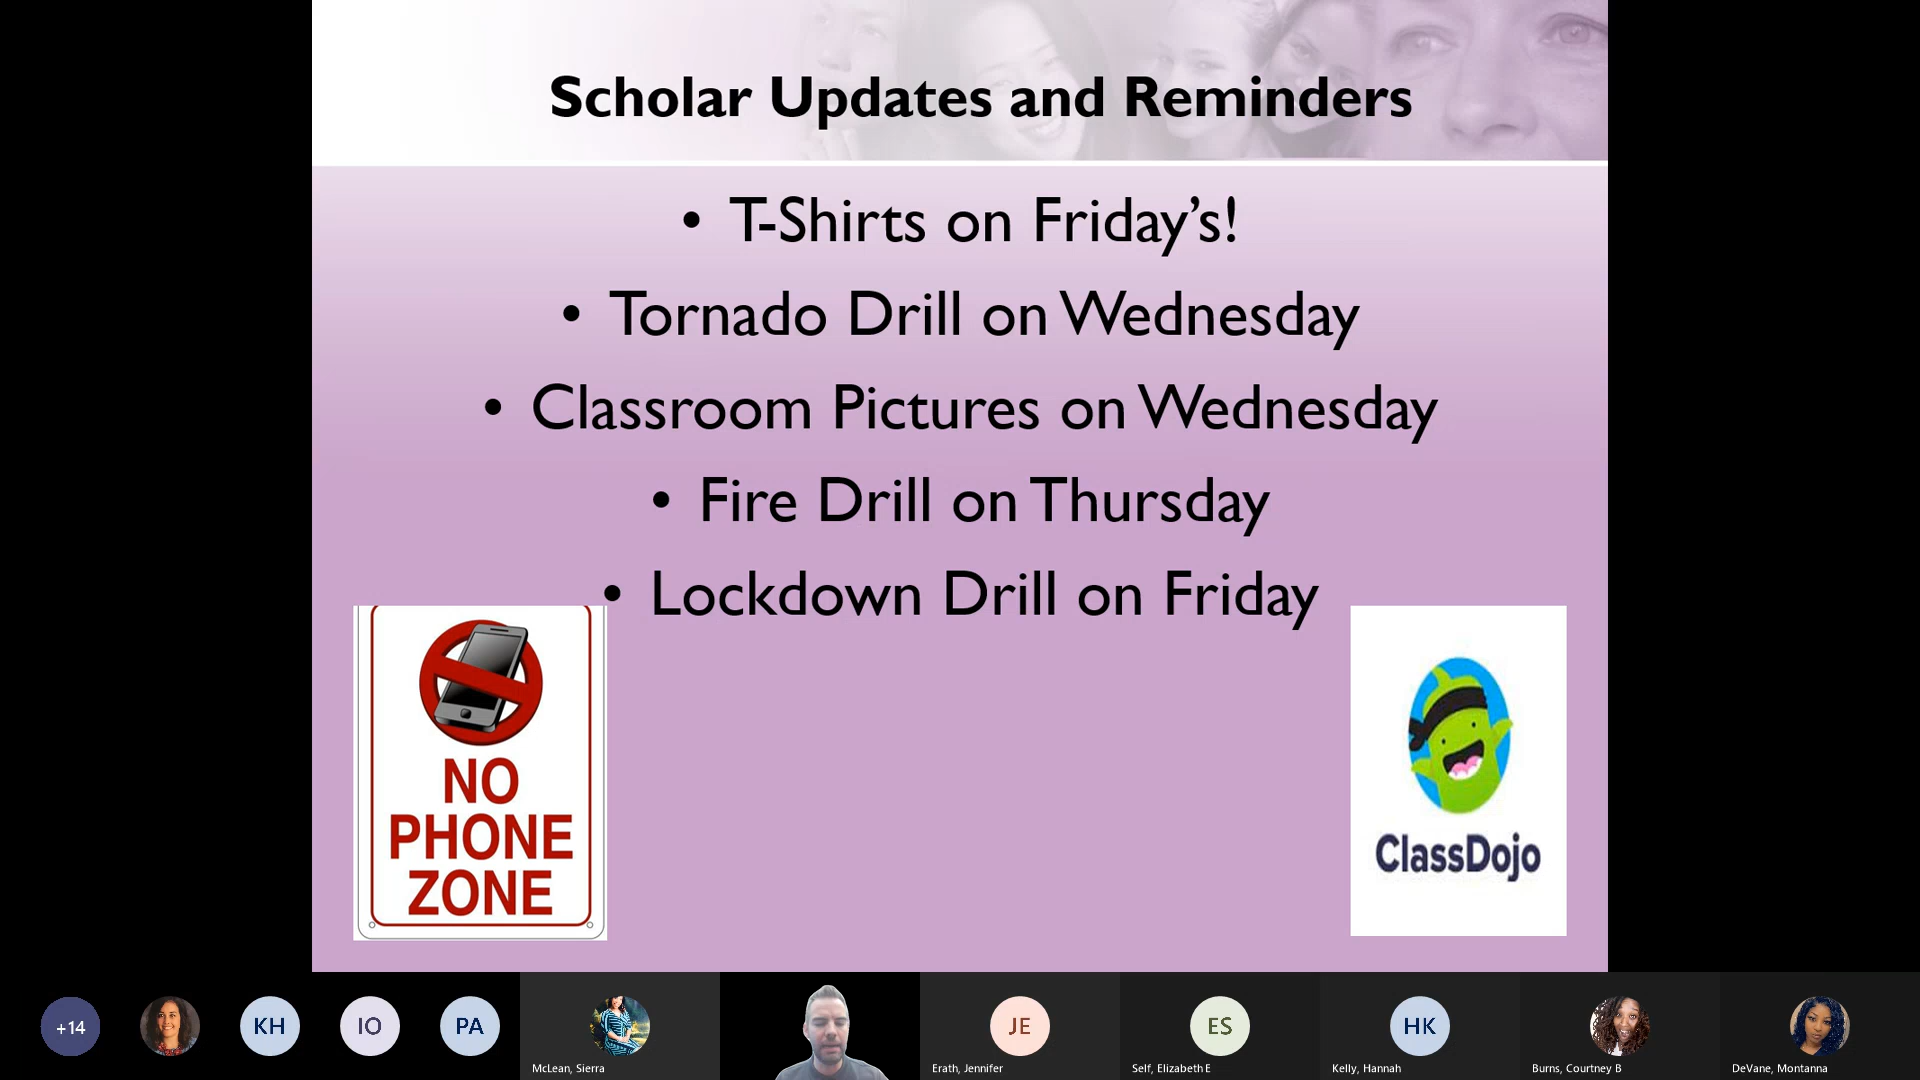 Scholar Updates and Reminders
• T-Shirts on Friday’s!
• Tornado Drill on Wednesday
• Classroom Pictures on Wednesday
• Fire Drill on Thursday
• Lockdown Drill on Friday
NO
PHONE
ZONE
ClassDojo
+14
KH
IO
PA
McLean, Sierra
JE
Erath, Jennifer
ES
Self, Elizabeth E
HK
Kelly, Hannah
Burns, Courtney B
DeVane, Montanna